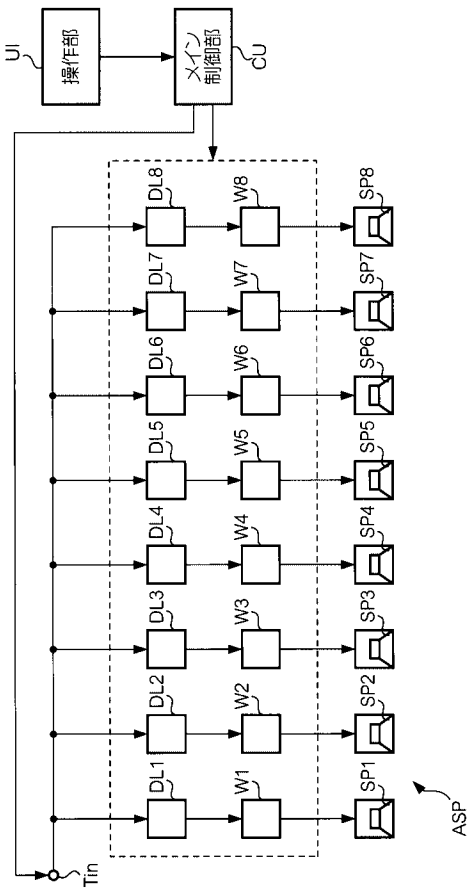 UI
操作部
メイン
制御部
CU
DL1
DL2
DL3
DL4
DL5
DL6
DL7
DL8
W1
W2
W3
W4
W5
W6
W7
W8
SP1
SP2
SP3
SP4
SP5
SP6
SP7
SP8
Tin
ASP